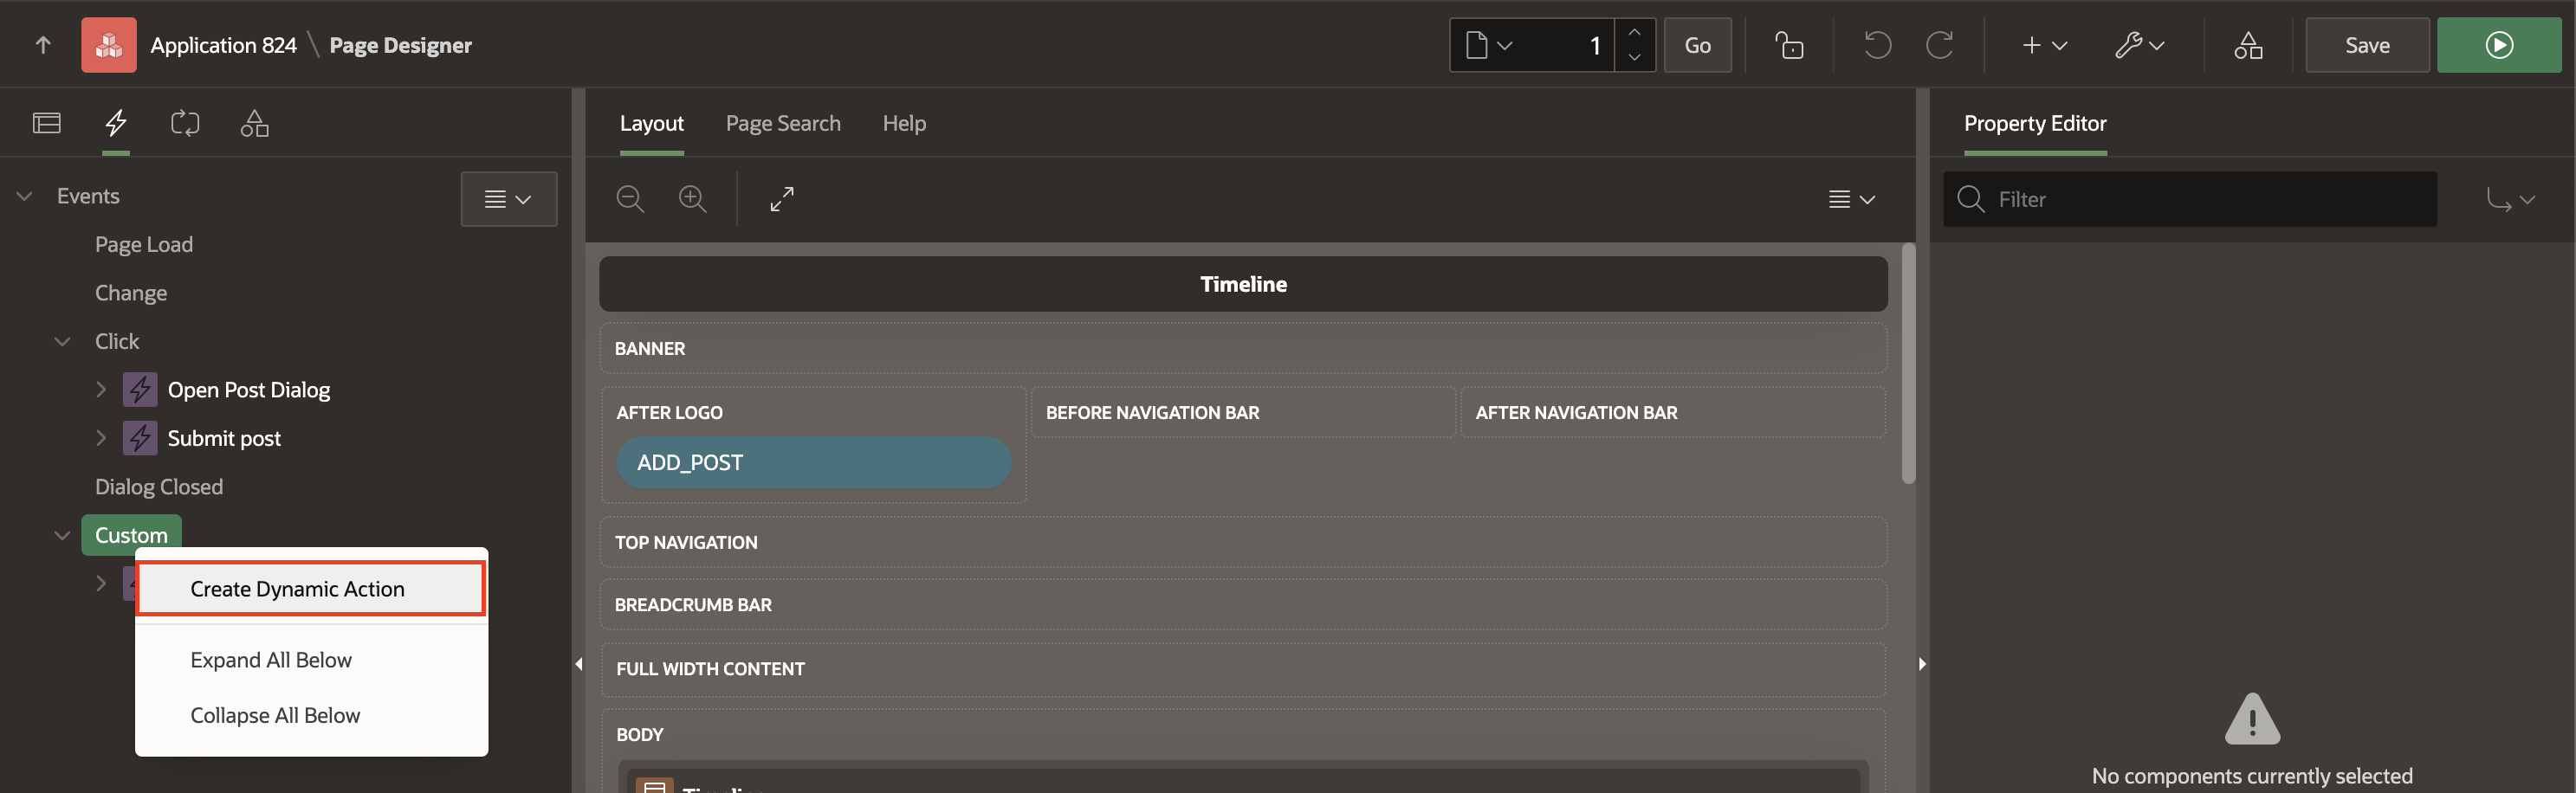 Application 824 \ Page Designer
1
Go
Save
Layout
Page Search
Help
Property Editor
Events
Filter
Page Load
Change
Click
Open Post Dialog
Submit post
Dialog Closed
Custom
Create Dynamic Action
Expand All Below
Collapse All Below
Timeline
BANNER
AFTER LOGO
BEFORE NAVIGATION BAR
AFTER NAVIGATION BAR
ADD_POST
TOP NAVIGATION
BREADCRUMB BAR
FULL WIDTH CONTENT
BODY
Timeline
No components currently selected